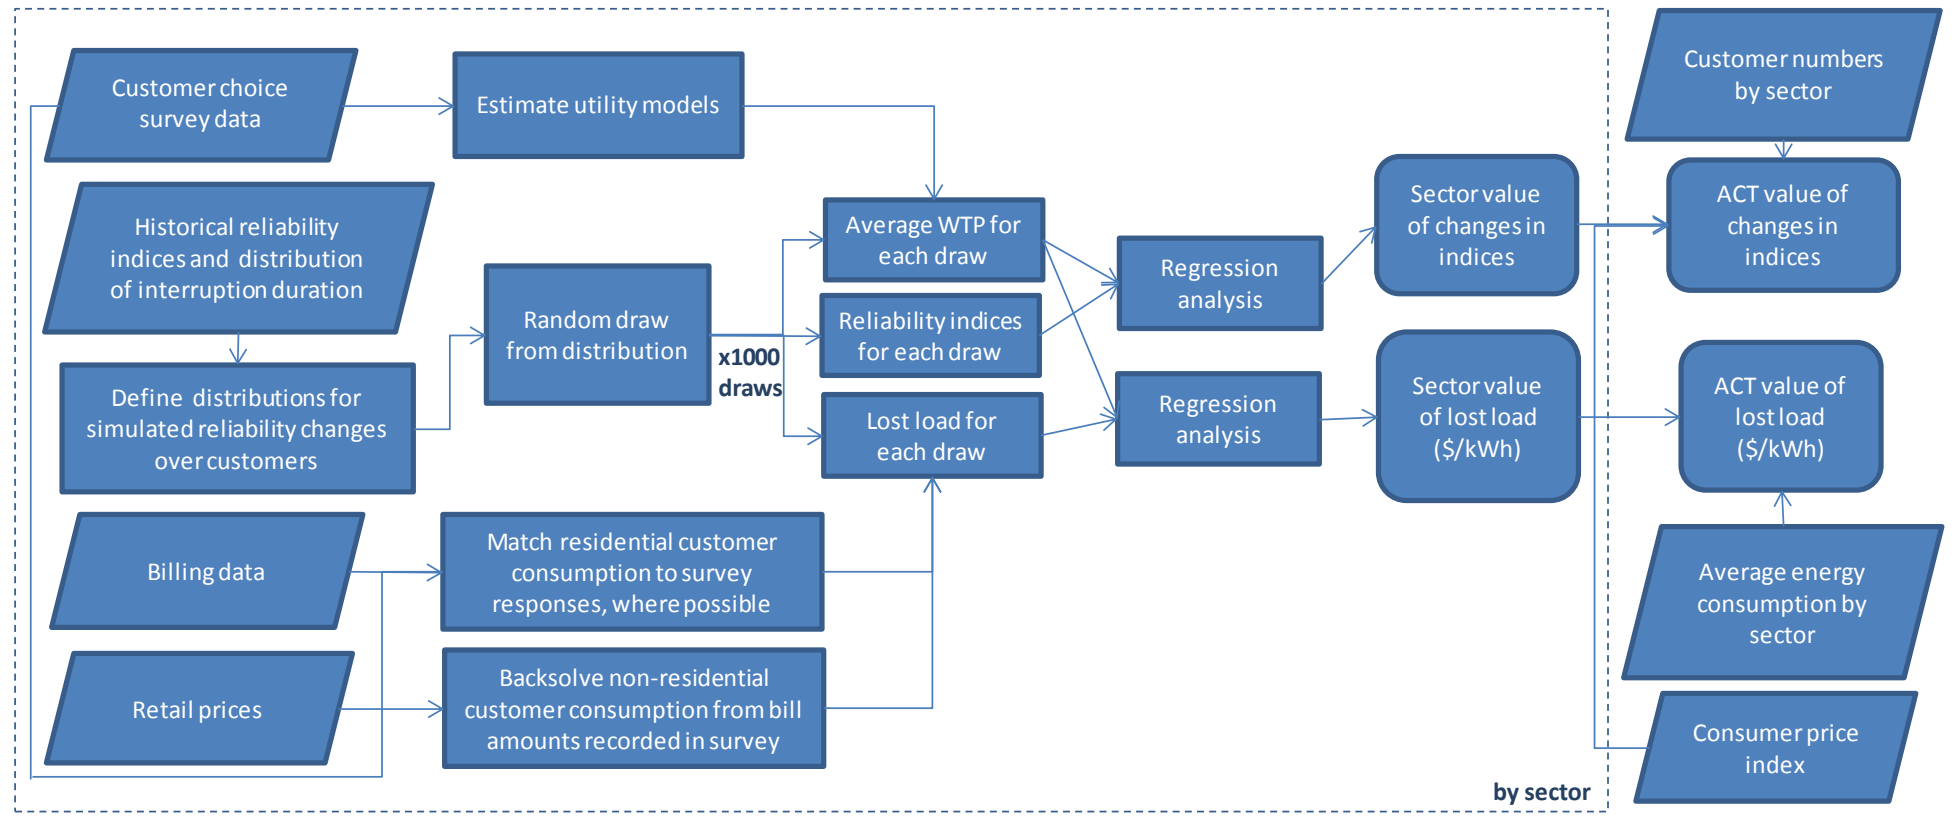 Customer choice
survey data
Estimate utility models
Customer numbers
by sector
Historical reliability
indices and distribution
of interruption duration
Average WTP for
each draw
Sector value
of changes in
indices
ACT value of
changes in
indices
Random draw
from distribution
x1000
draws
Reliability indices
for each draw
Regression
analysis
Define distributions for
simulated reliability changes
over customers
Lost load for
each draw
Regression
analysis
Sector value
of lost load
($/kWh)
ACT value of
lost load
($/kWh)
Billing data
Match residential customer
consumption to survey
responses, where possible
Average energy
consumption by
sector
Retail prices
Backsolve non-residential
customer consumption from bill
amounts recorded in survey
Consumer price
index
by sector